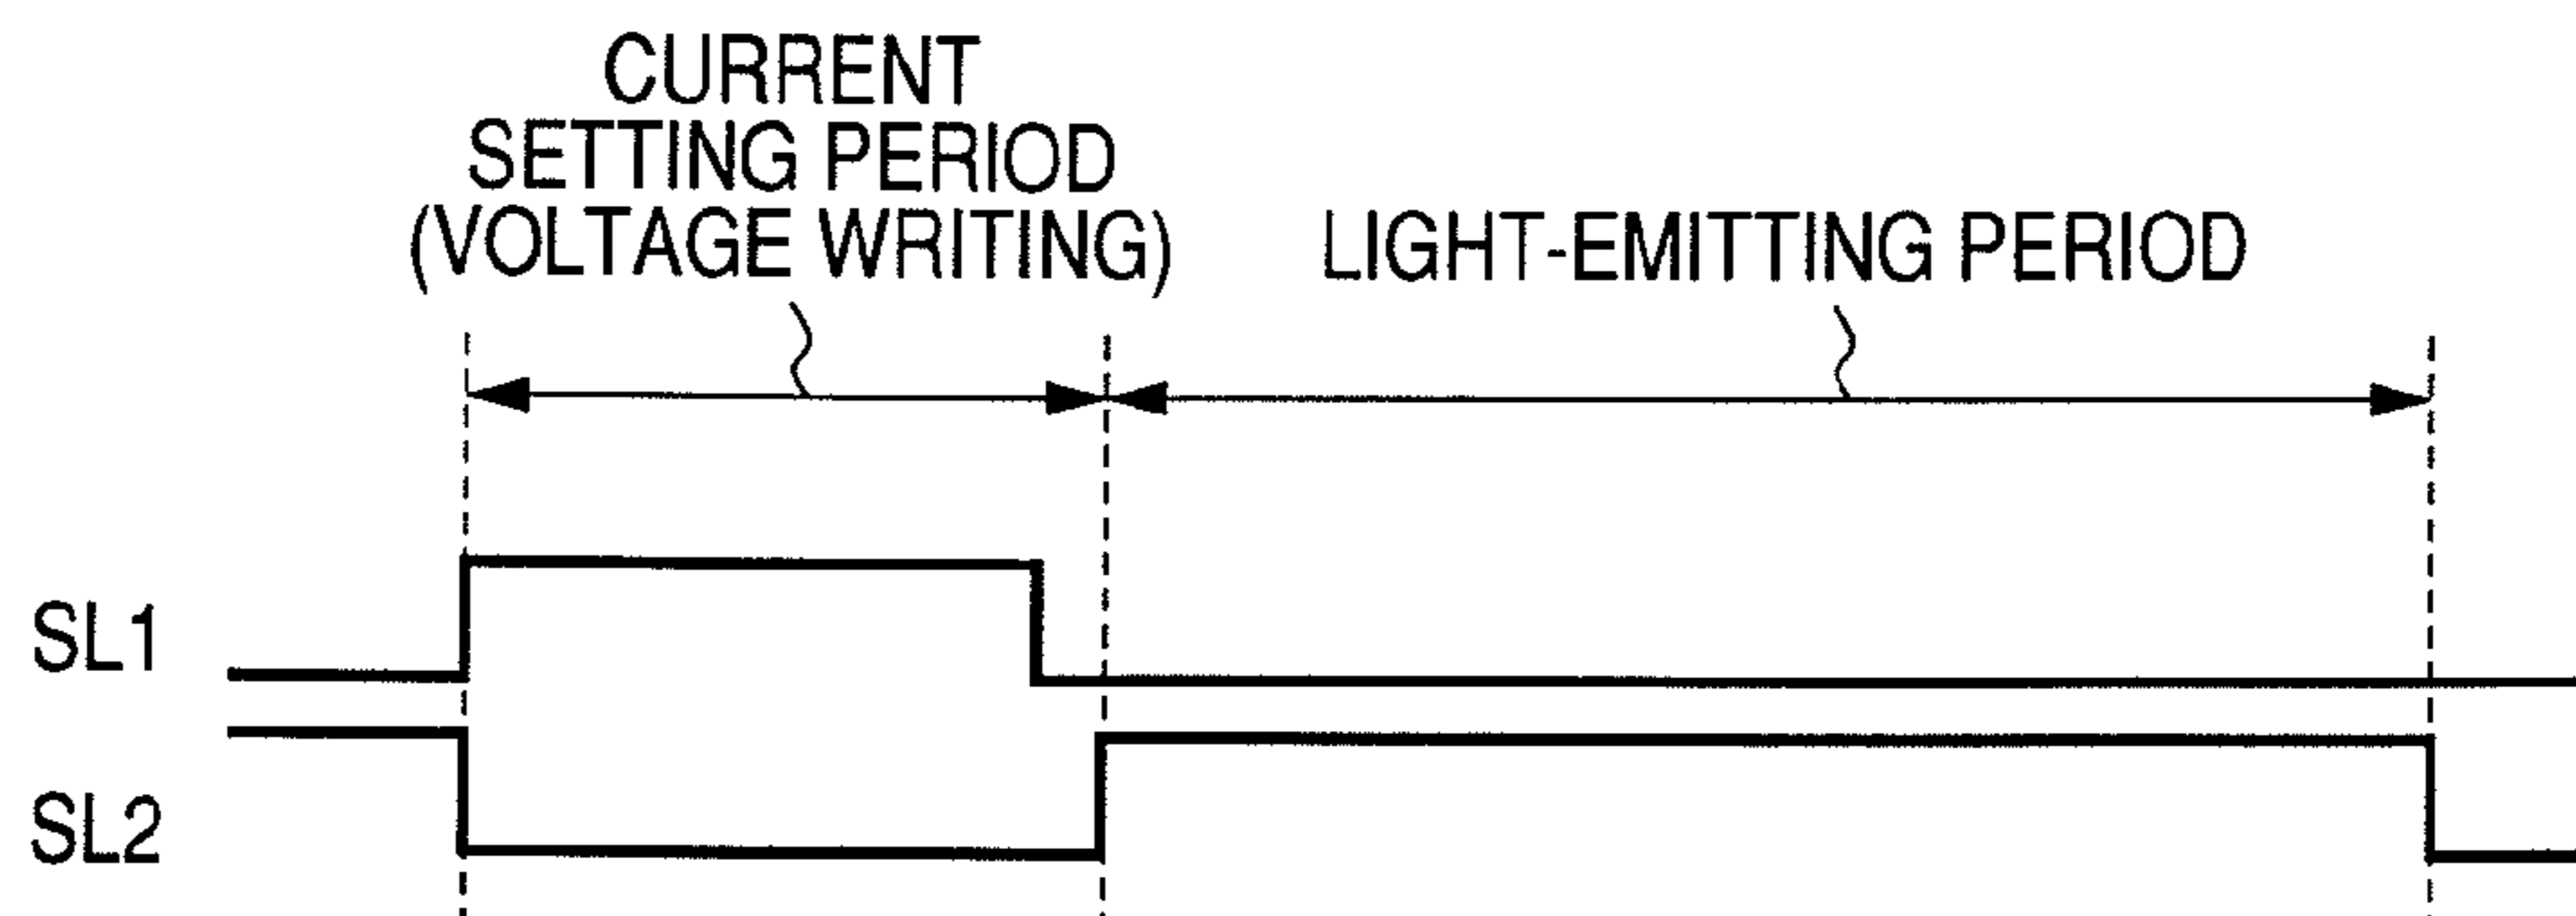 CURRENT
SETTING PERIOD
(VOLTAGE WRITING)
LIGHT-EMITTING PERIOD
SL1
SL2